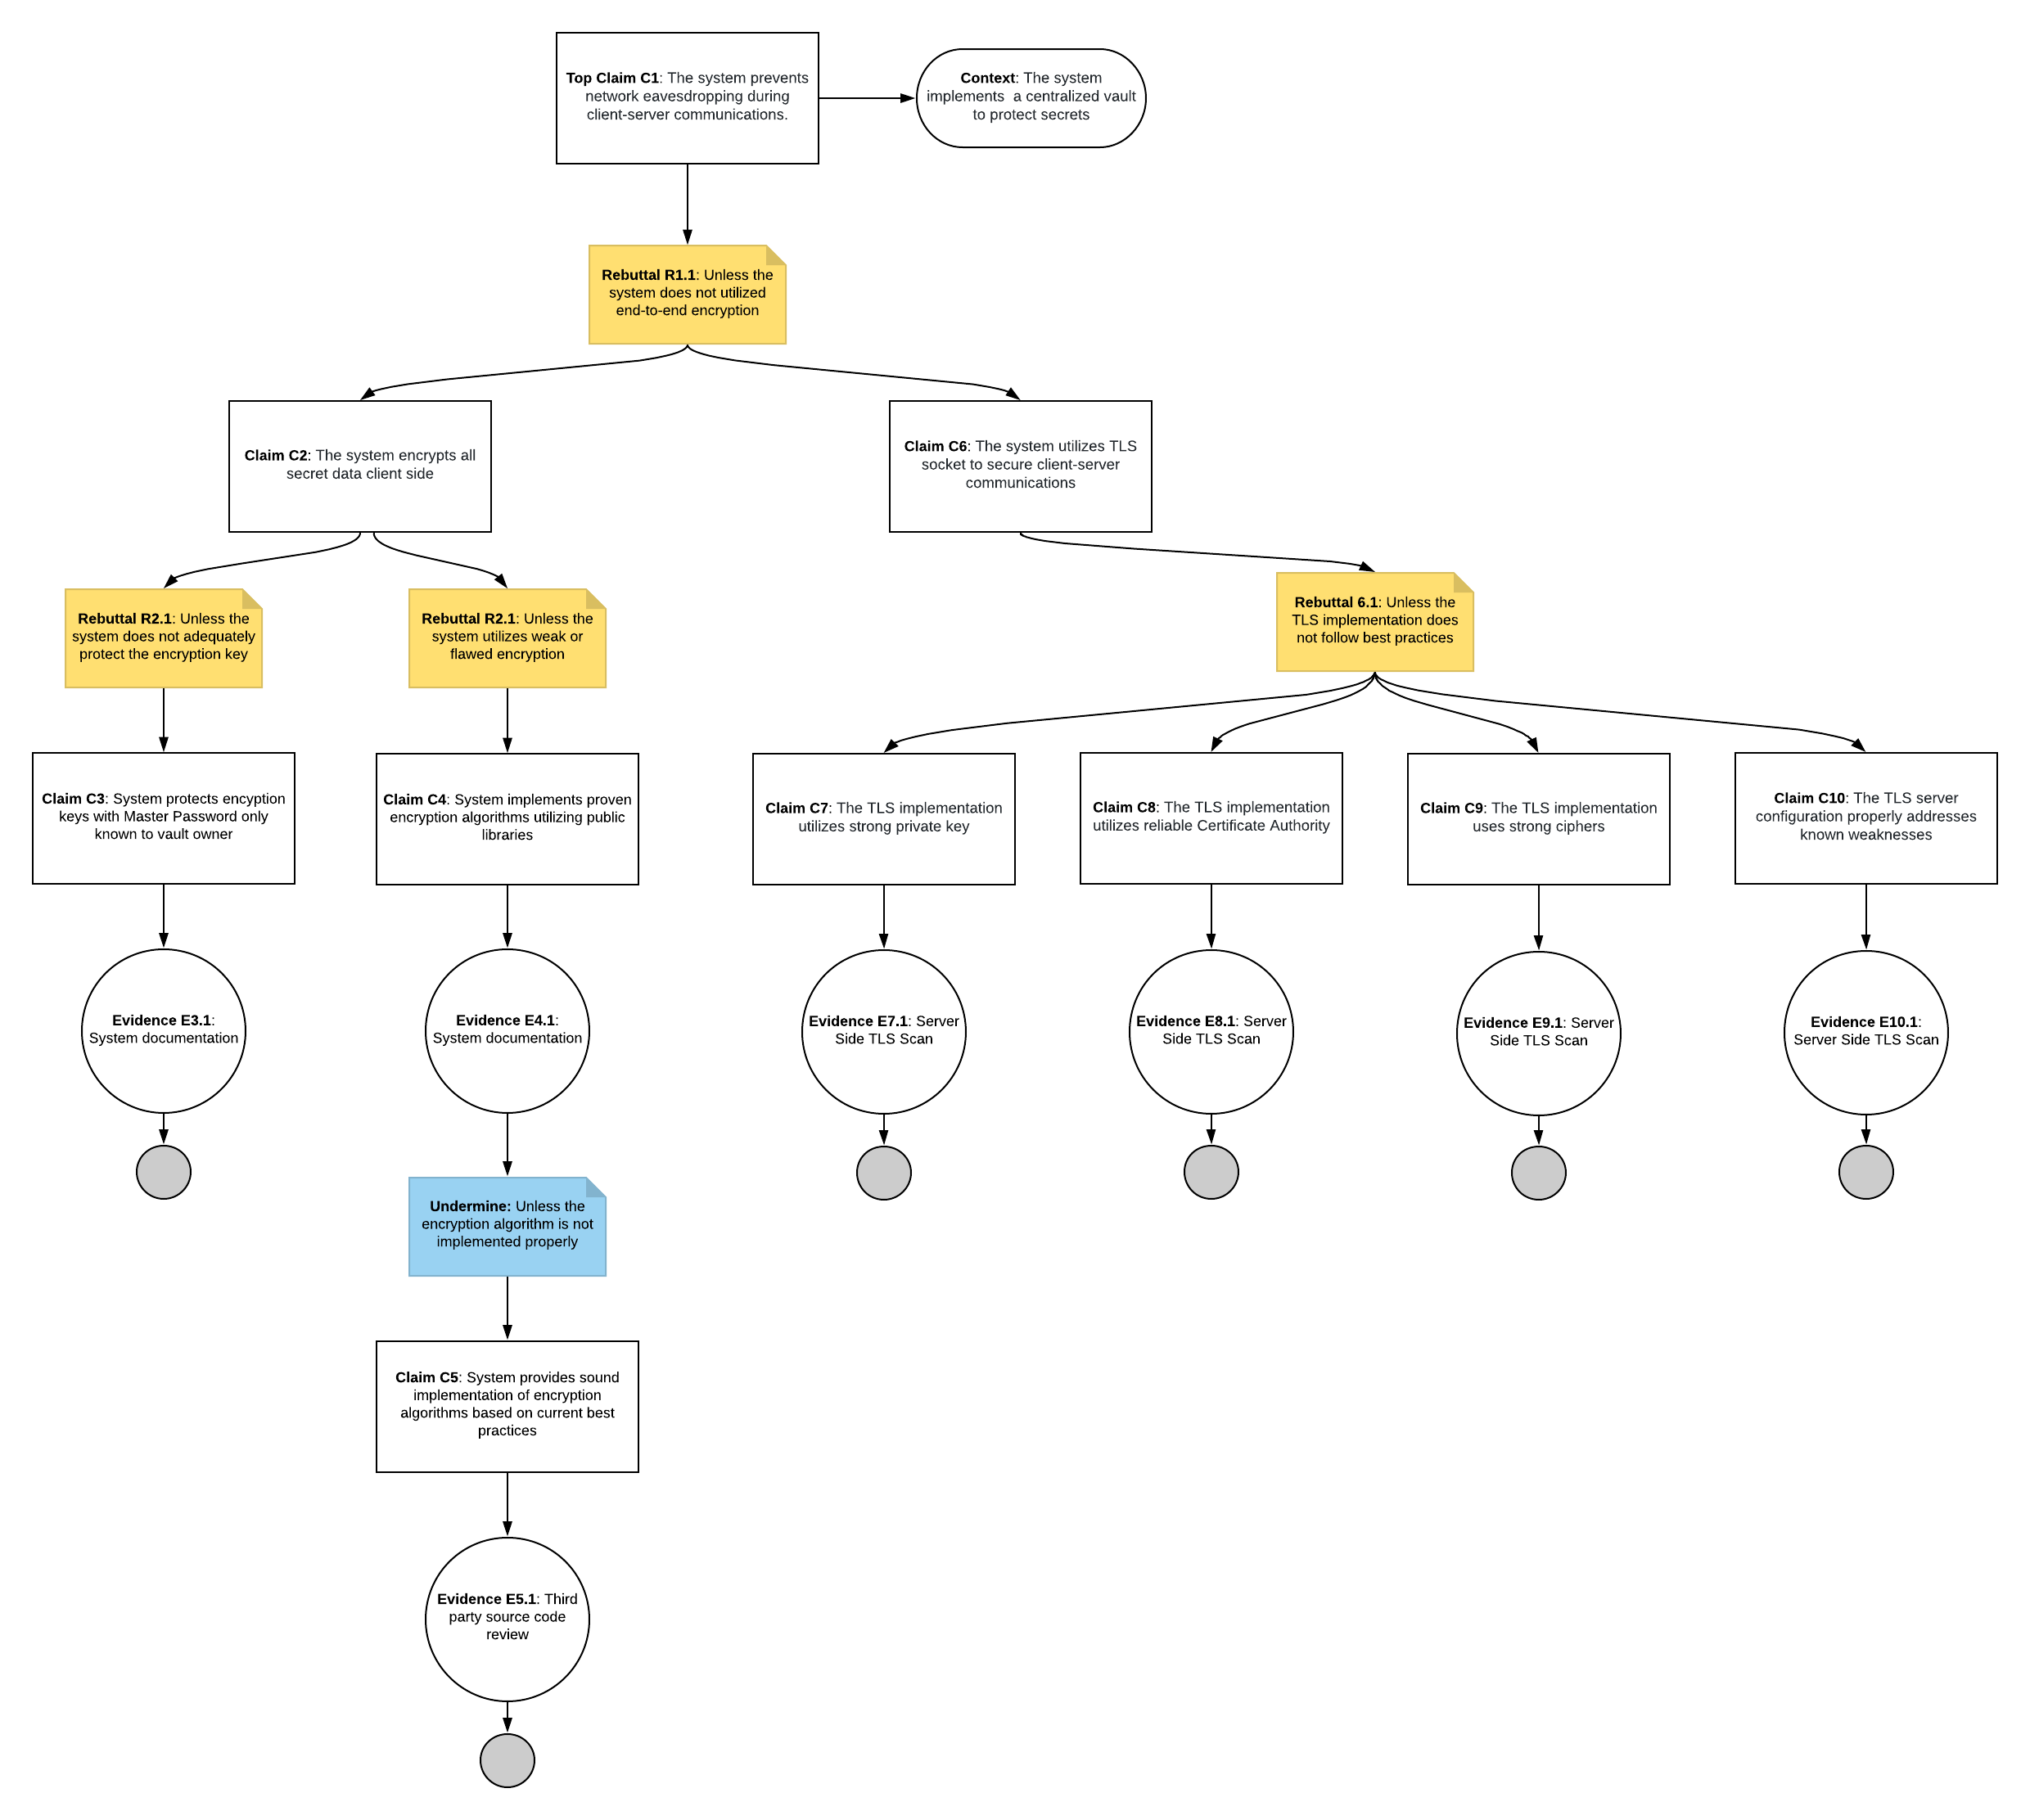 Top Claim C1: The system prevents
network eavesdropping during
client-server communications.
Context: The system
implements  a centralized vault
to protect secrets
Rebuttal R1.1: Unless the
system does not utilized
end-to-end encryption
Claim C2: The system encrypts all
secret data client side
Claim C6: The system utilizes TLS
socket to secure client-server
communications
Rebuttal R2.1: Unless the
system does not adequately
protect the encryption key
Rebuttal R2.1: Unless the
system utilizes weak or
flawed encryption
Rebuttal 6.1: Unless the
TLS implementation does
not follow best practices
Claim C3: System protects encyption
keys with Master Password only
known to vault owner
Claim C4: System implements proven
encryption algorithms utilizing public
libraries
Claim C7: The TLS implementation
utilizes strong private key
Claim C8: The TLS implementation
utilizes reliable Certificate Authority
Claim C9: The TLS implementation
uses strong ciphers
Claim C10: The TLS server
configuration properly addresses
known weaknesses
Evidence E3.1:
System documentation
Evidence E4.1:
System documentation
Evidence E7.1: Server
Side TLS Scan
Evidence E8.1: Server
Side TLS Scan
Evidence E9.1: Server
Side TLS Scan
Evidence E10.1:
Server Side TLS Scan
Undermine: Unless the
encryption algorithm is not
implemented properly
Claim C5: System provides sound
implementation of encryption
algorithms based on current best
practices
Evidence E5.1: Third
party source code
review